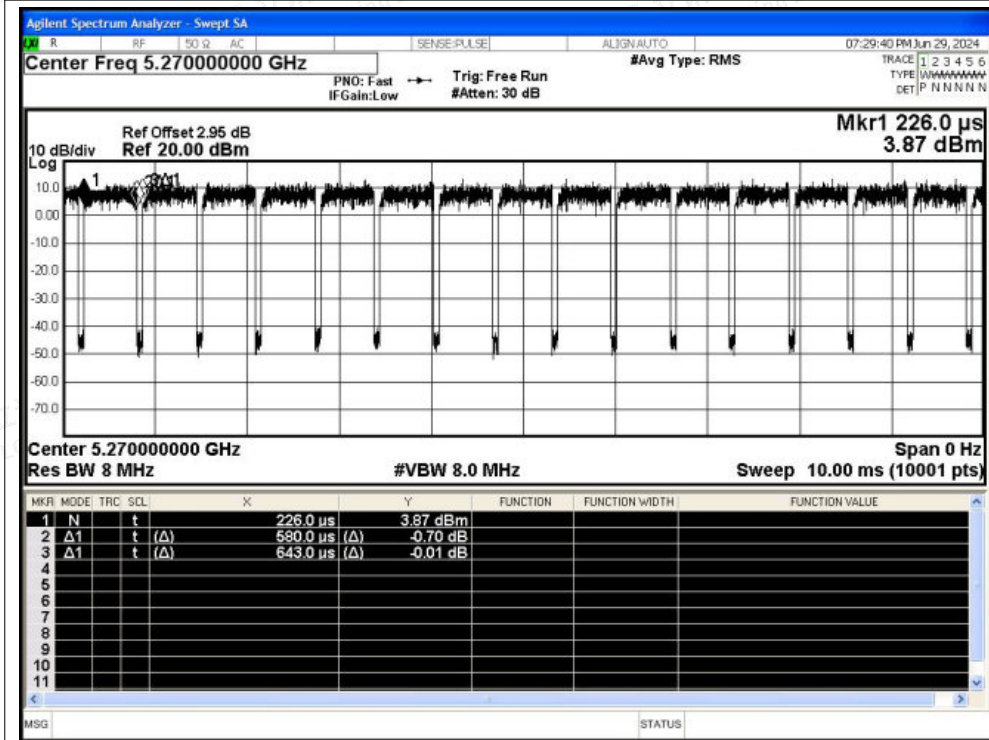 Agilent Spectrum Analyzer - Swept SA
LXI R RF 50 Ω AC SENSE:PULSE ALIGNAUTO 07:29:40 PM Jun 29, 2024
Center Freq 5.270000000 GHz #Avg Type: RMS TRACE 1 2 3 4 5 6
PNO: Fast Trig: Free Run TYPE
IFGain:Low #Atten: 30 dB DET P N N N N N
Mkr1 226.0 µs
Ref Offset 2.95 dB
10 dB/div Ref 20.00 dBm 3.87 dBm
Log
10.0
0.00
-10.0
-20.0
-30.0
-40.0
-50.0
-60.0
-70.0
1
Center 5.270000000 GHz Span 0 Hz
Res BW 8 MHz #VBW 8.0 MHz Sweep 10.00 ms (10001 pts)
MKR MODE TRC SCL X Y FUNCTION FUNCTION WIDTH FUNCTION VALUE
1 N t 226.0 µs 3.87 dBm
2 Δ1 t (Δ) 580.0 µs (Δ) -0.70 dB
3 Δ1 t (Δ) 643.0 µs (Δ) -0.01 dB
4
5
6
7
8
9
10
11
MSG STATUS